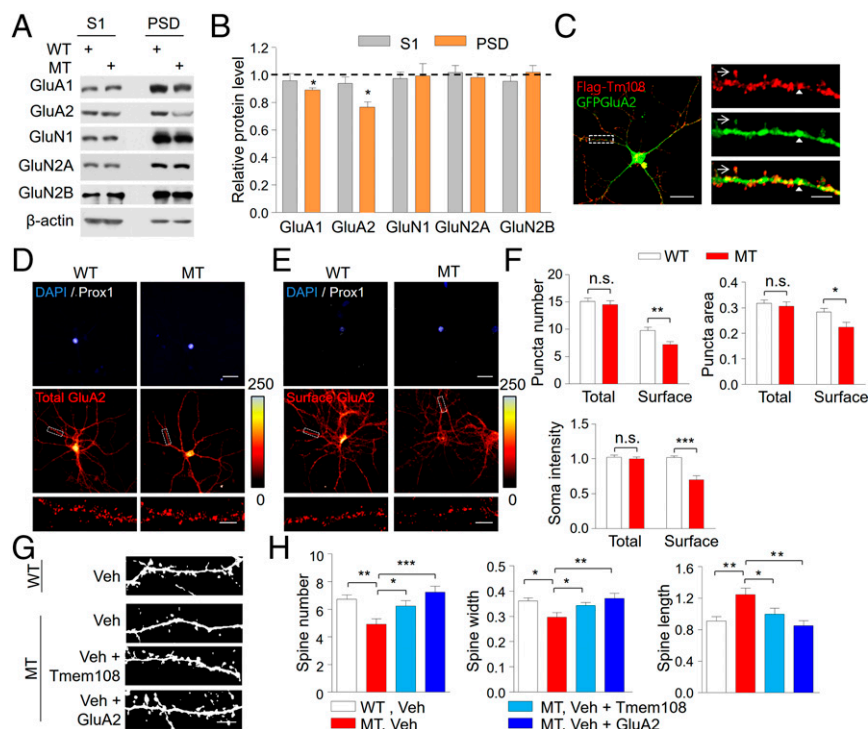 A
S1 PSD
WT + +
MT + +
GluA1
GluA2
GluN1
GluN2A
GluN2B
β-actin
B
S1 PSD
Relative protein level
1.2
1.0
0.8
0.6
0.4
0.2
0.0
* *
GluA1 GluA2 GluN1 GluN2A GluN2B
C
Flag-Tm108
GFPGluA2
D
WT MT
DAPI / Prox1
Total GluA2
250
0
E
WT MT
DAPI / Prox1
Surface GluA2
250
0
F
WT MT
Puncta number
20
15
10
5
0
n.s. **
Total Surface
Puncta area
0.4
0.3
0.2
0.1
0.0
n.s. *
Total Surface
Soma intensity
1.5
1.0
0.5
0.0
n.s. ***
Total Surface
G
WT
Veh
MT
Veh
Veh +
Tmem108
Veh +
GluA2
H
Spine number
10
8
6
4
2
0
** * ***
Spine width
0.6
0.4
0.2
0.0
* * **
Spine length
1.8
1.2
0.6
0.0
** * **
WT , Veh
MT, Veh
MT, Veh + Tmem108
MT, Veh + GluA2